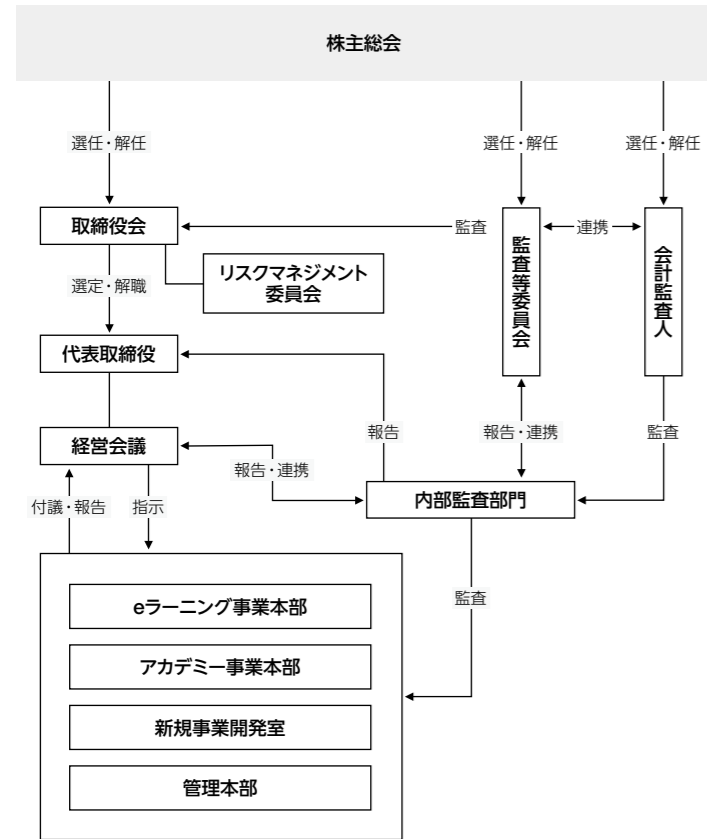 株主総会
選任・解任
選任・解任
選任・解任
取締役会
監査
監査等委員会
連携
会計監査人
リスクマネジメント
委員会
選定・解職
代表取締役
報告
報告・連携
監査
経営会議
報告・連携
内部監査部門
付議・報告
指示
eラーニング事業本部
監査
アカデミー事業本部
新規事業開発室
管理本部